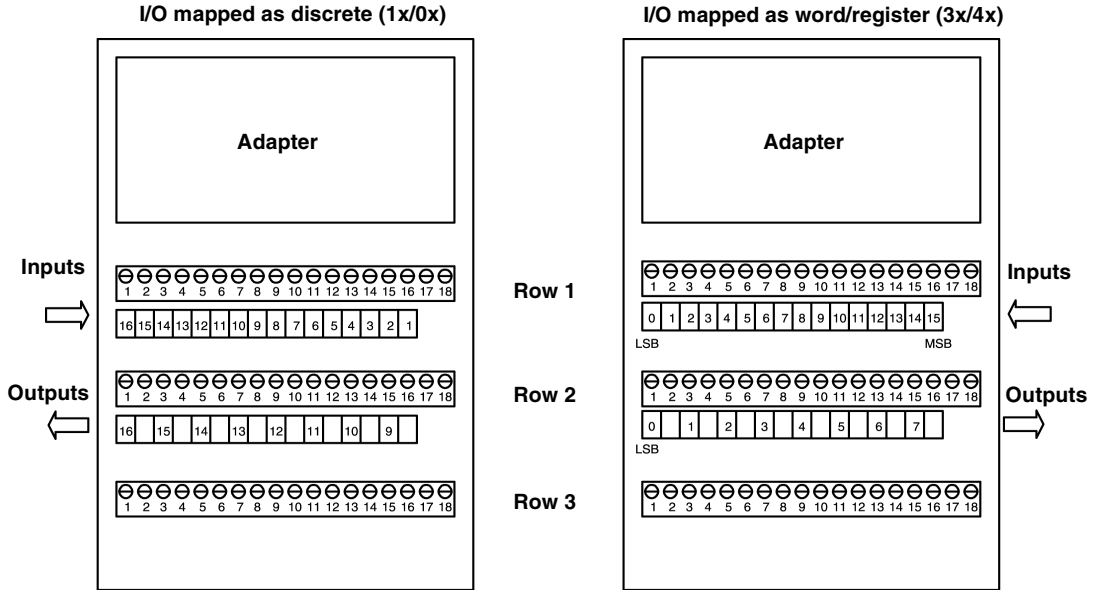 I/O mapped as discrete (1x/0x)
I/O mapped as word/register (3x/4x)
Adapter
Adapter
Inputs
1 2 3 4 5 6 7 8 9 10 11 12 13 14 15 16 17 18
16 15 14 13 12 11 10 9 8 7 6 5 4 3 2 1
Row 1
1 2 3 4 5 6 7 8 9 10 11 12 13 14 15 16 17 18
0 1 2 3 4 5 6 7 8 9 10 11 12 13 14 15
LSB MSB
Inputs
Outputs
1 2 3 4 5 6 7 8 9 10 11 12 13 14 15 16 17 18
16 15 14 13 12 11 10 9
Row 2
1 2 3 4 5 6 7 8 9 10 11 12 13 14 15 16 17 18
0 1 2 3 4 5 6 7
LSB
Outputs
1 2 3 4 5 6 7 8 9 10 11 12 13 14 15 16 17 18
Row 3
1 2 3 4 5 6 7 8 9 10 11 12 13 14 15 16 17 18